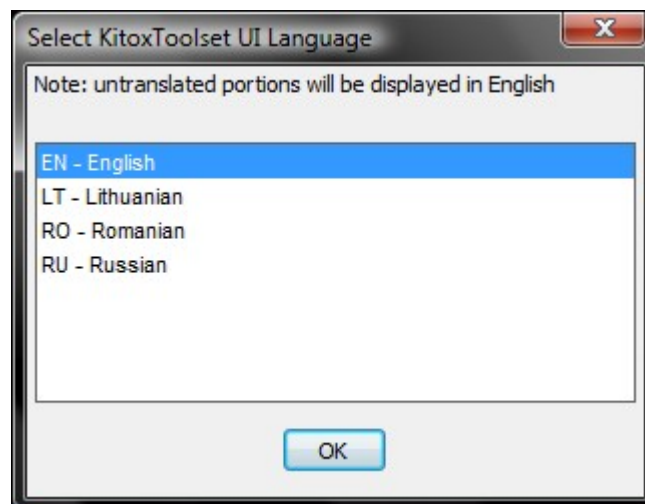 Select KitoxToolset UI Language
Note: untranslated portions will be displayed in English
EN - English
LT - Lithuanian
RO - Romanian
RU - Russian
OK